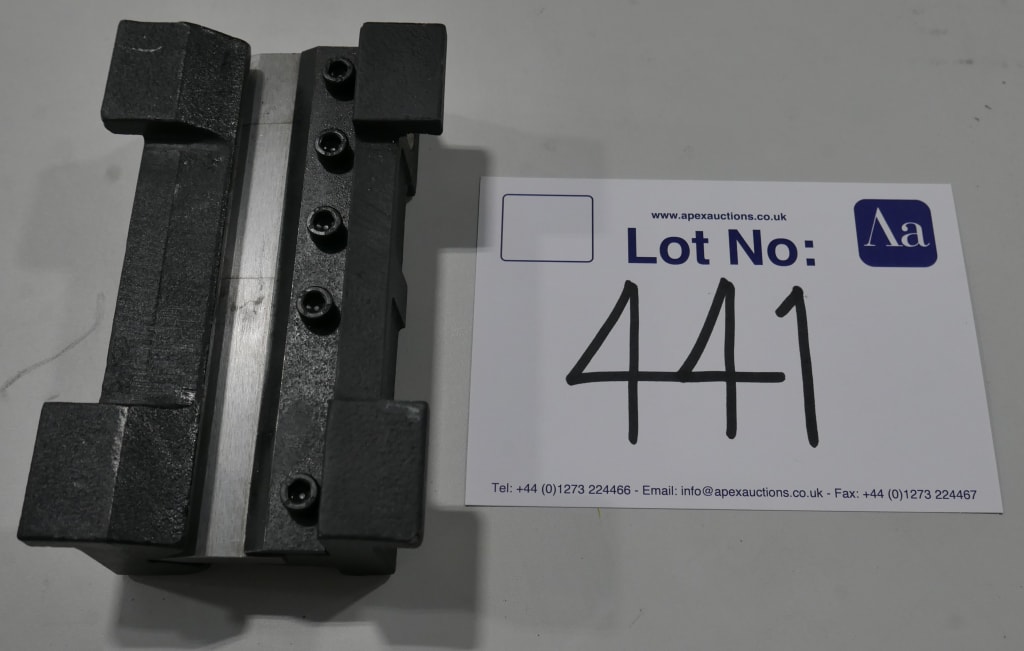 www.apexauctions.co.uk
Lot No:
Aa
441
Tel: +44 (0)1273 224466 - Email: info@apexauctions.co.uk - Fax: +44 (0)1273 224467